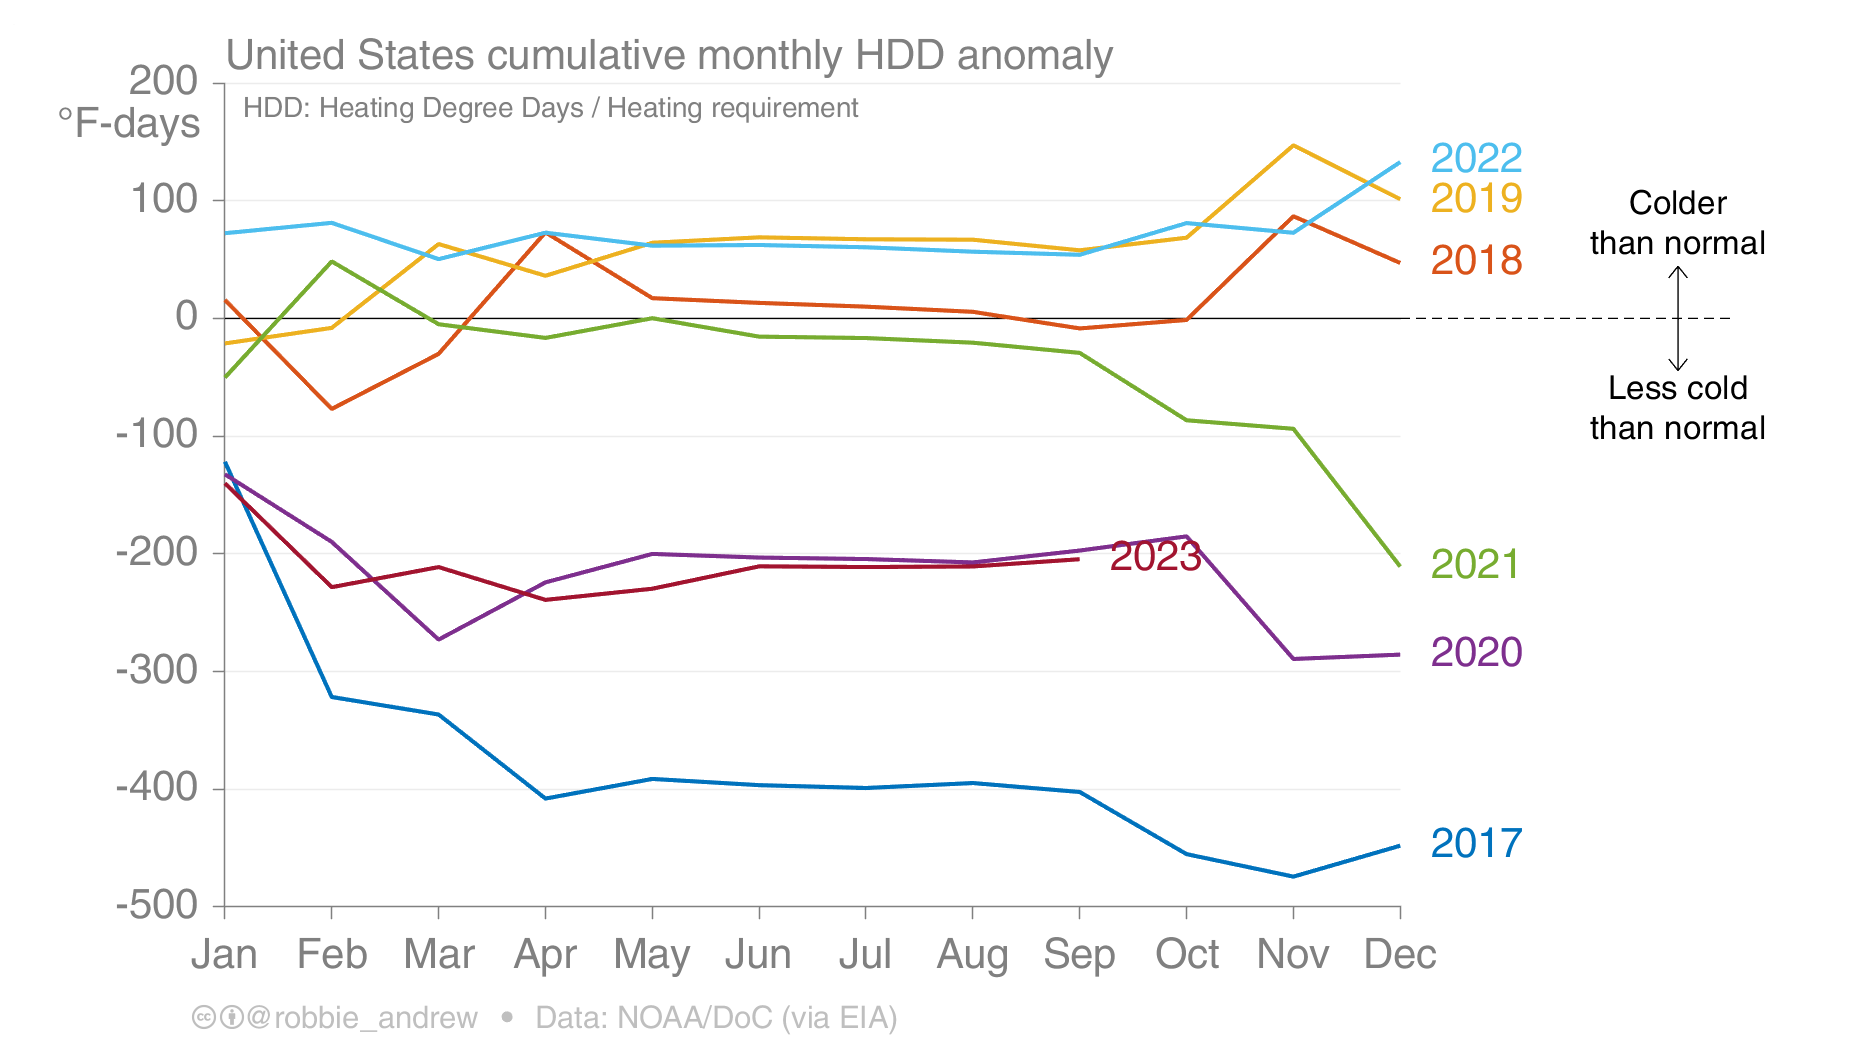 United States cumulative monthly HDD anomaly
200
°F-days
HDD: Heating Degree Days / Heating requirement
100
0
-100
-200
-300
-400
-500
2022
2019
2018
2021
2023
2020
2017
Colder
than normal
Less cold
than normal
Jan Feb Mar Apr May Jun Jul Aug Sep Oct Nov Dec
cc @robbie_andrew • Data: NOAA/DoC (via EIA)